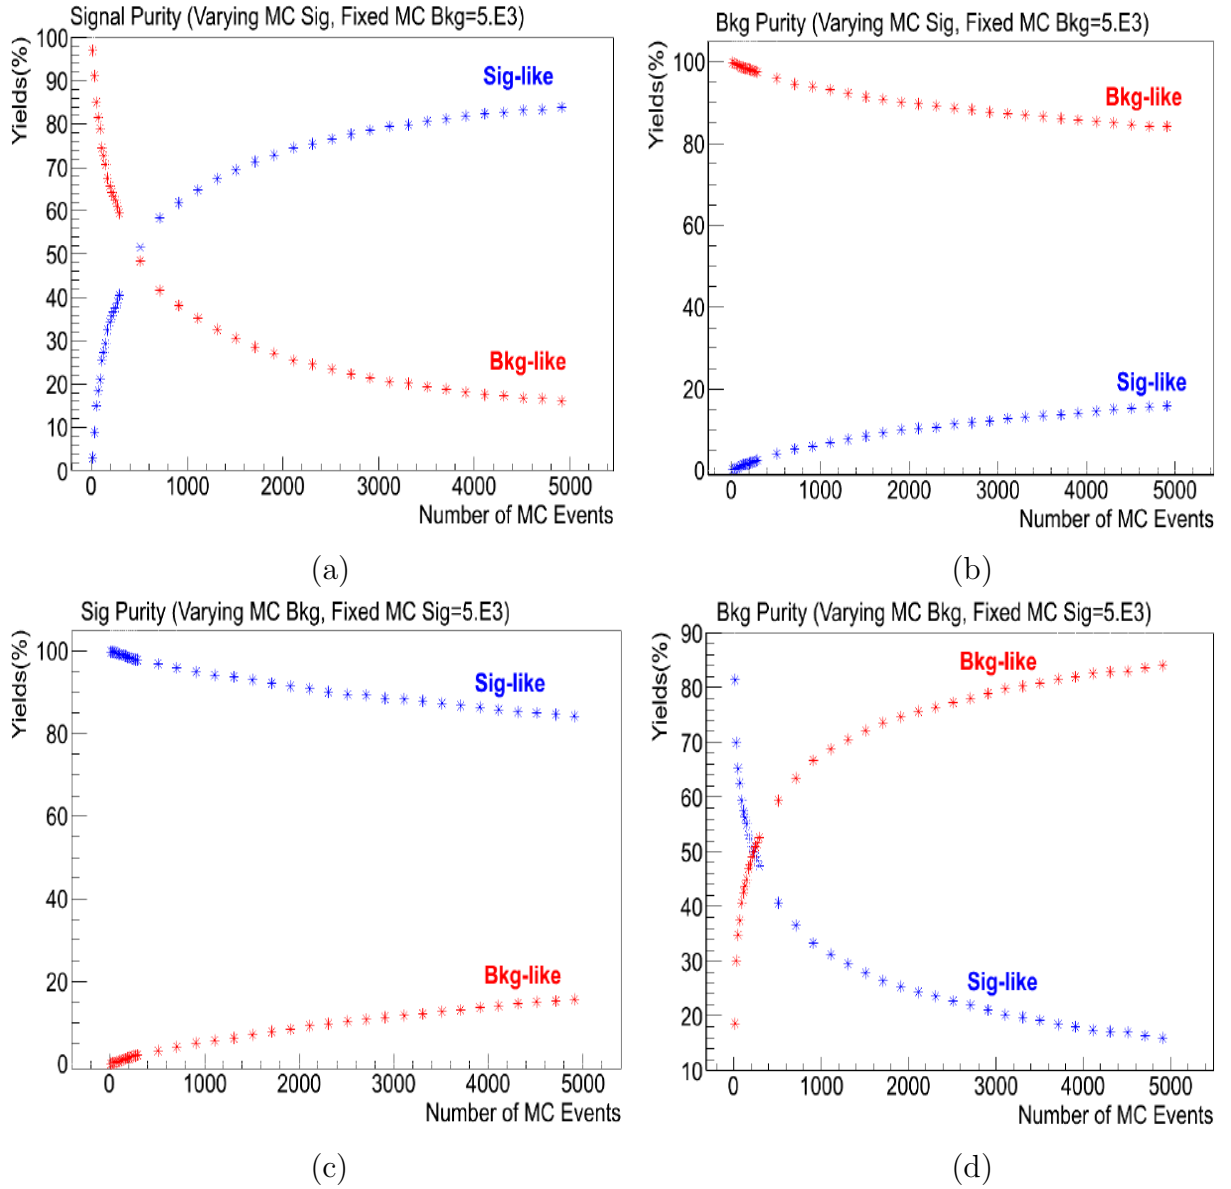 Signal Purity (Varying MC Sig, Fixed MC Bkg=5.E3)
Yields(%)
100
90
80
70
60
50
40
30
20
10
0
Sig-like
Bkg-like
0 1000 2000 3000 4000 5000
Number of MC Events
(a)
Bkg Purity (Varying MC Sig, Fixed MC Bkg=5.E3)
Yields(%)
100
80
60
40
20
0
Bkg-like
Sig-like
0 1000 2000 3000 4000 5000
Number of MC Events
(b)
Sig Purity (Varying MC Bkg, Fixed MC Sig=5.E3)
Yields(%)
100
80
60
40
20
0
Sig-like
Bkg-like
0 1000 2000 3000 4000 5000
Number of MC Events
(c)
Bkg Purity (Varying MC Bkg, Fixed MC Sig=5.E3)
Yields(%)
90
80
70
60
50
40
30
20
10
Bkg-like
Sig-like
0 1000 2000 3000 4000 5000
Number of MC Events
(d)